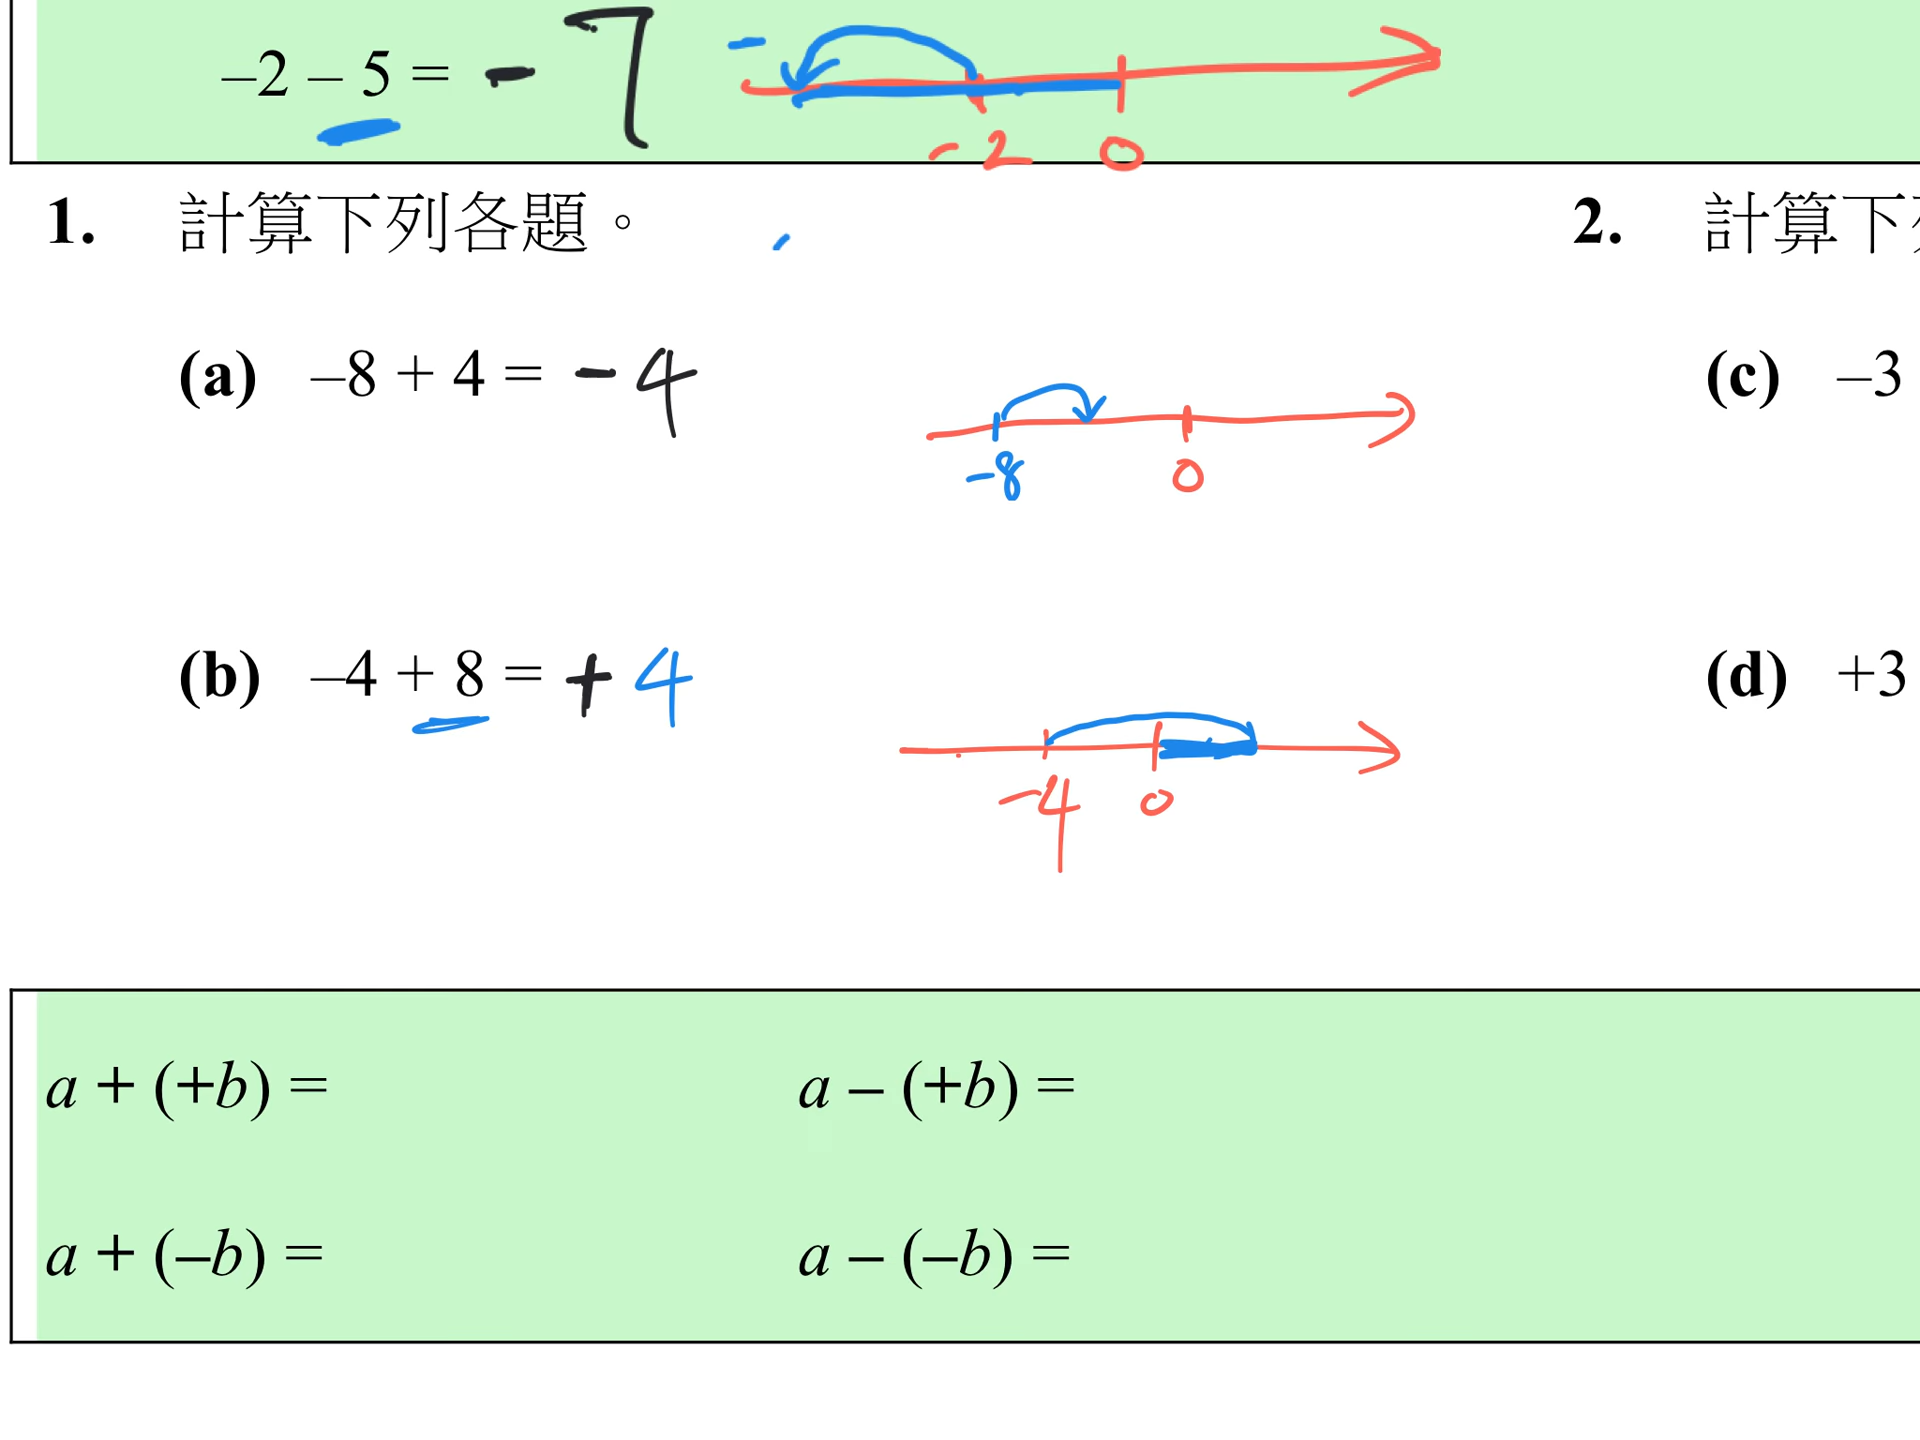 –2 – 5 = -7
-
-2 0
1. 計算下列各題。
(a) –8 + 4 = -4
-8 0
(b) –4 + 8 = +4
-4 0
2. 計算下
(c) –3
(d) +3
a + (+b) = a – (+b) =
a + (–b) = a – (–b) =